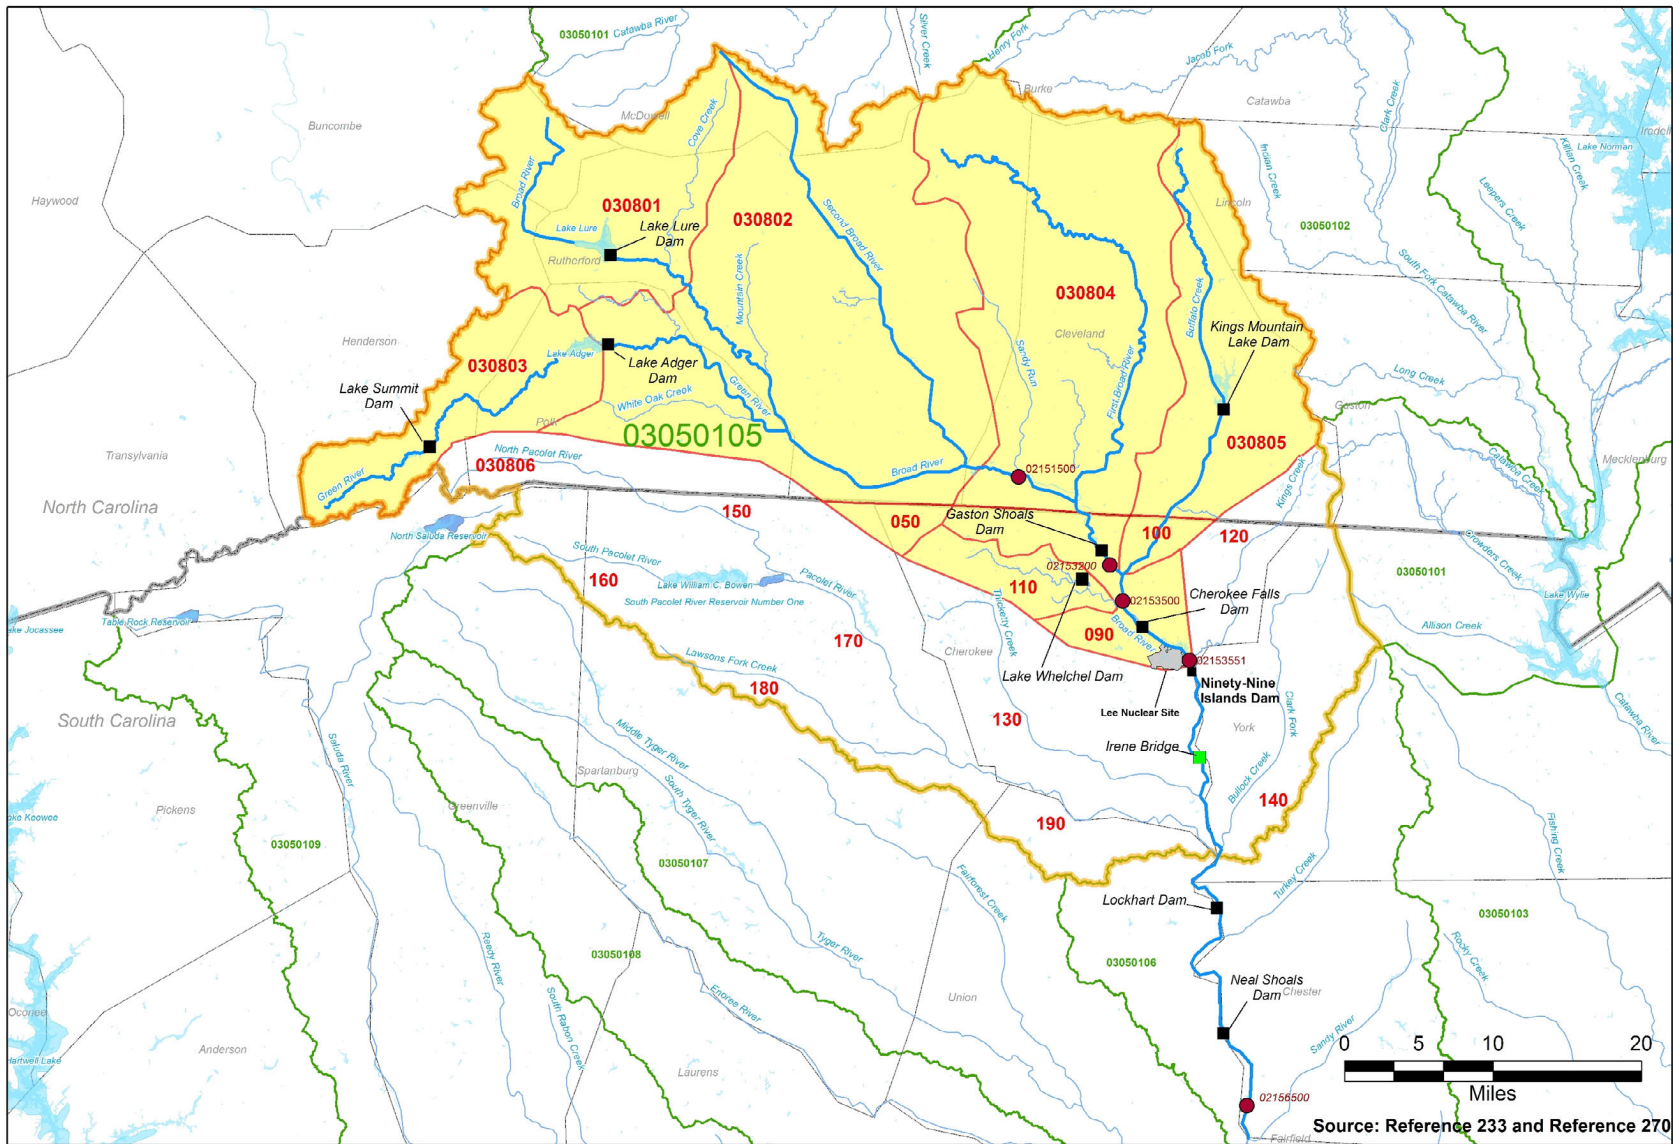 03050101
Catawba River
Silver Creek
Henry Fork
Jacob Fork
Clark Creek
Burke
Catawba
McDowell
Buncombe
Cove Creek
Iredell
Lake Norman
Killian Creek
Indian Creek
Leepers Creek
Haywood
Broad River
030801
030802
Second Broad River
Lincoln
03050102
Lake Lure
Lake Lure
Dam
Rutherford
Mountain Creek
South Fork Catawba River
030804
Buffalo Creek
Cleveland
Kings Mountain
Lake Dam
Henderson
Lake Adger
Lake Adger
Dam
030803
Sandy Run
First Broad River
Long Creek
Lake Summit
Dam
Green River
White Oak Creek
Gaston
Polk
03050105
030805
Transylvania
North Pacolet River
030806
Broad River
02151500
Kings Creek
Catawba Creek
Mecklenburg
Green River
North Carolina
150
050
Gaston Shoals
Dam
100
120
North Saluda Reservoir
Crowders Creek
South Pacolet River
160
Lake William C. Bowen
Pacolet River
02153200
110
03050101
South Pacolet River Reservoir Number One
02153500
Cherokee Falls
Dam
Lake Wylie
Table Rock Reservoir
ake Jocassee
Thicketty Creek
Allison Creek
170
090
Broad River
Cherokee
Lawsons Fork Creek
02153551
Lake Whelchel Dam
180
Ninety-Nine
Islands Dam
Lee Nuclear Site
Clark Fork
Catawba River
South Carolina
130
York
Saluda River
Middle Tyger River
Irene Bridge
Spartanburg
South Tyger River
Bullock Creek
Pickens
Greenville
140
oke Keowee
190
Fishing Creek
03050109
03050107
Turkey Creek
Fairforest Creek
Lockhart Dam
03050103
Reedy River
Tyger River
03050108
03050106
Rocky Creek
Neal Shoals
Dam
Chester
Enoree River
Union
South Rabon Creek
Oconee
Sandy River
Anderson
Hartwell Lake
Laurens
0 5 10 20
Miles
02156500
Source: Reference 233 and Reference 270
Fairfield